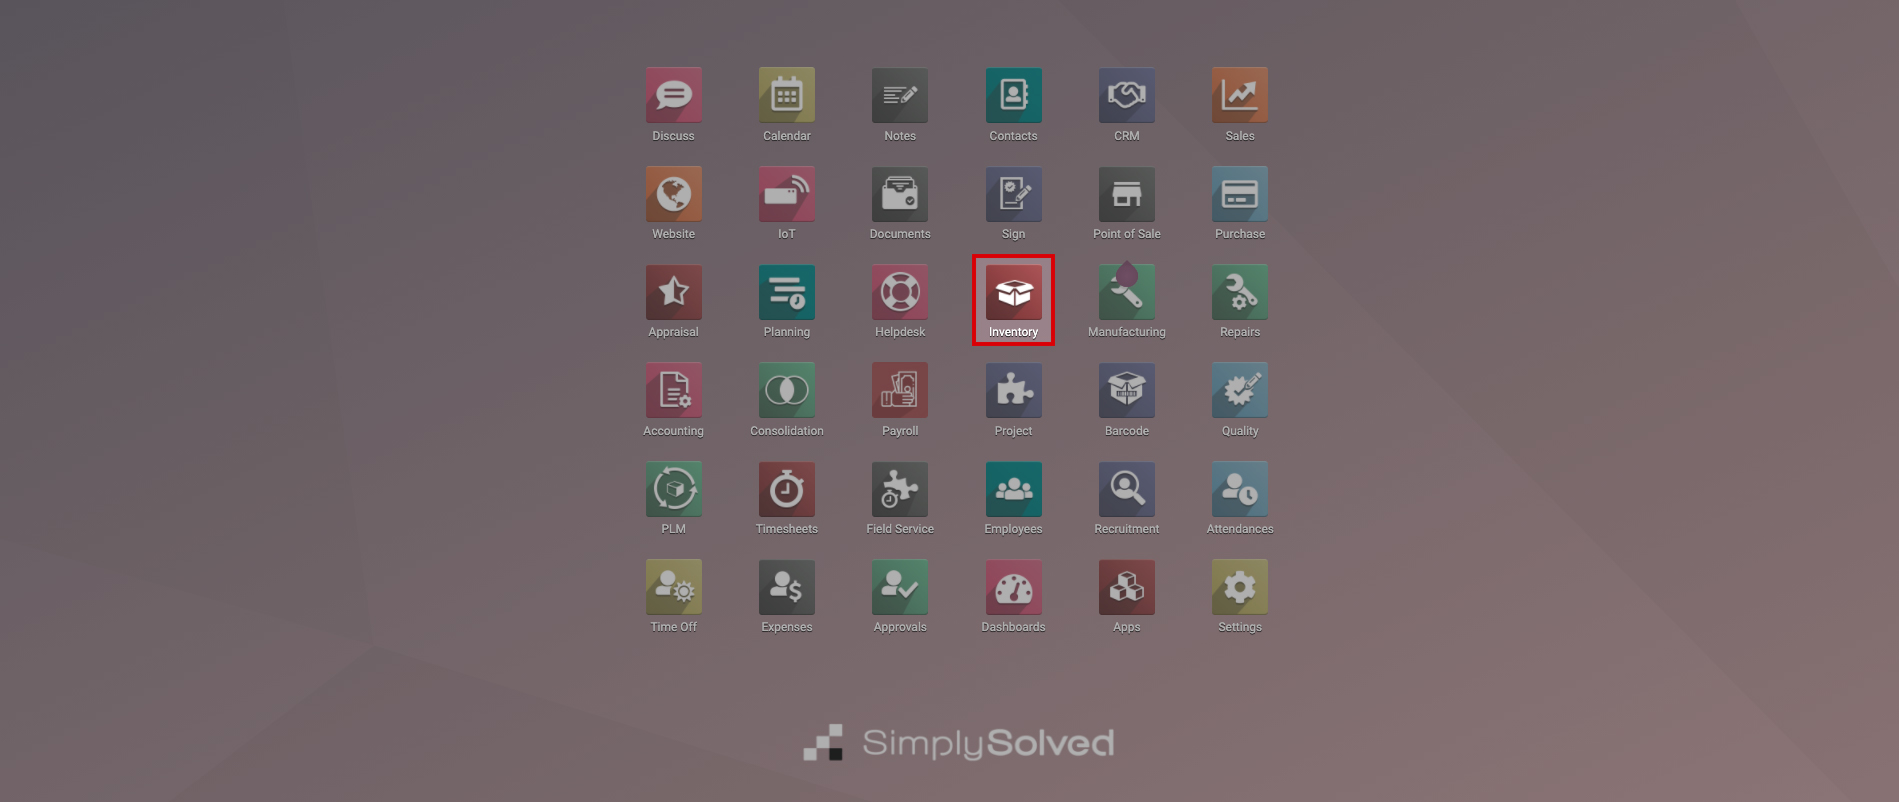 Discuss Calendar Notes Contacts CRM Sales
Website IoT Documents Sign Point of Sale Purchase
Appraisal Planning Helpdesk Inventory Manufacturing Repairs
Accounting Consolidation Payroll Project Barcode Quality
PLM Timesheets Field Service Employees Recruitment Attendances
Time Off Expenses Approvals Dashboards Apps Settings
SimplySolved